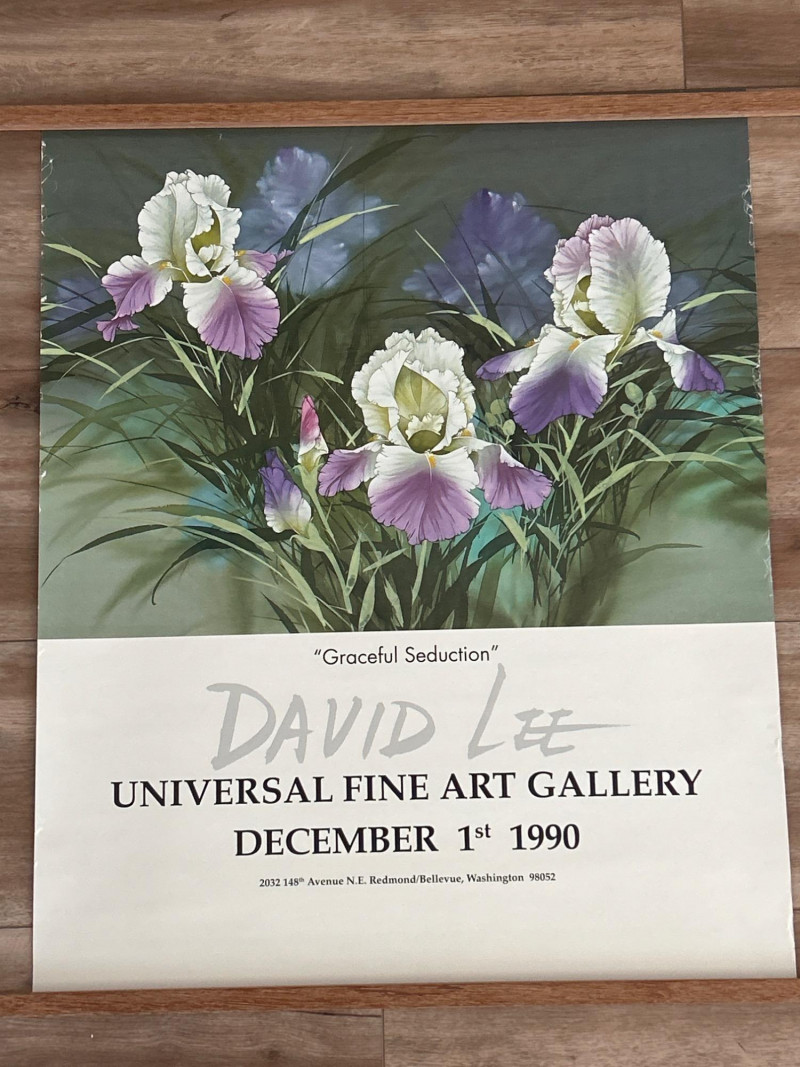 “Graceful Seduction”
DAVID LEE
UNIVERSAL FINE ART GALLERY
DECEMBER 1st 1990
2032 148th Avenue N.E. Redmond/Bellevue, Washington 98052